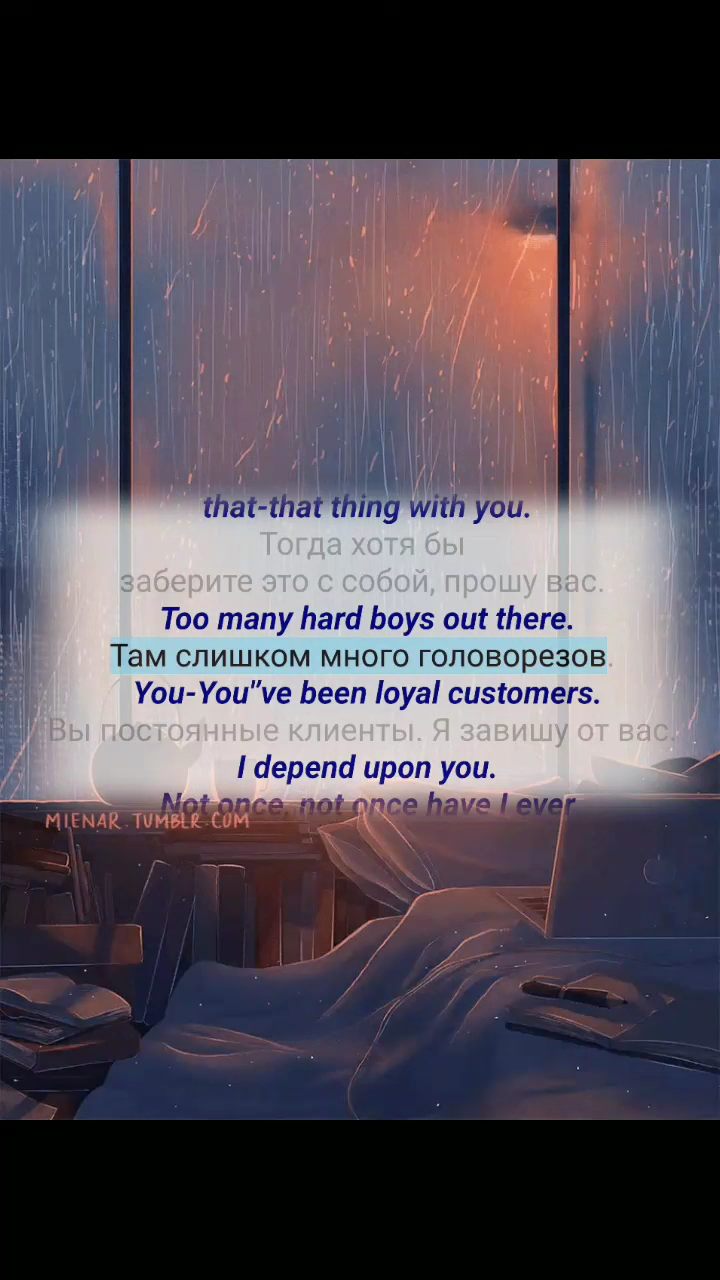 that-that thing with you.
Тогда хотя бы
заберите это с собой, прошу вас.
Too many hard boys out there.
Там слишком много головорезов.
You-You"ve been loyal customers.
Вы постоянные клиенты. Я завишу от вас.
I depend upon you.
Not once, not once have I ever
MIENAR.TUMBLR.COM